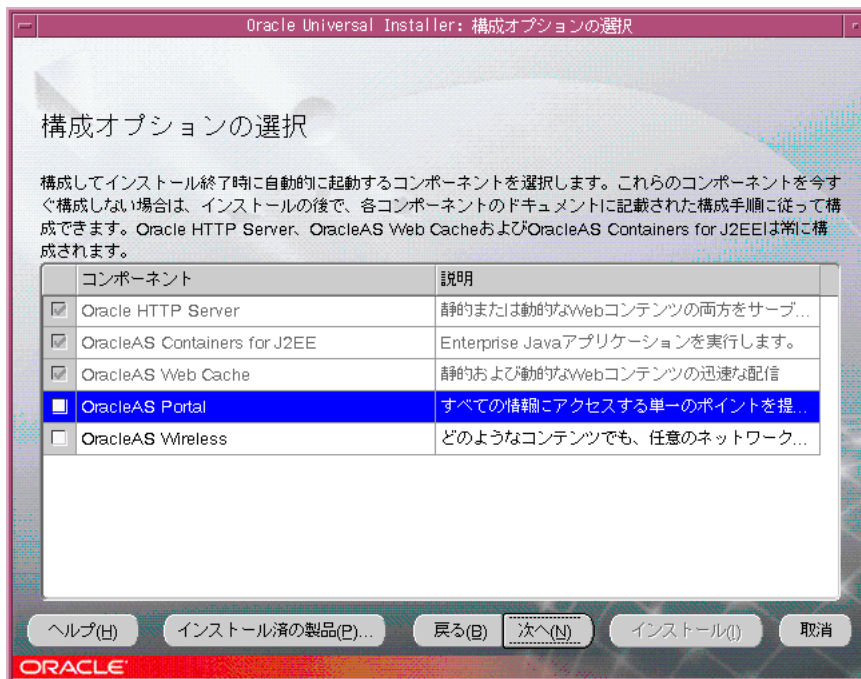 Oracle Universal Installer: 構成オプションの選択
構成オプションの選択
構成してインストール終了時に自動的に起動するコンポーネントを選択します。これらのコンポーネントを今す
ぐ構成しない場合は、インストールの後で、各コンポーネントのドキュメントに記載された構成手順に従って構
成できます。Oracle HTTP Server、OracleAS Web CacheおよびOracleAS Containers for J2EEは常に構
成されます。
コンポーネント 説明
Oracle HTTP Server 静的または動的なWebコンテンツの両方をサーブ...
OracleAS Containers for J2EE Enterprise Javaアプリケーションを実行します。
OracleAS Web Cache 静的および動的なWebコンテンツの迅速な配信
OracleAS Portal すべての情報にアクセスする単一のポイントを提...
OracleAS Wireless どのようなコンテンツでも、任意のネットワーク...
ヘルプ(H) インストール済の製品(P)... 戻る(B) 次へ(N) インストール(I) 取消
ORACLE